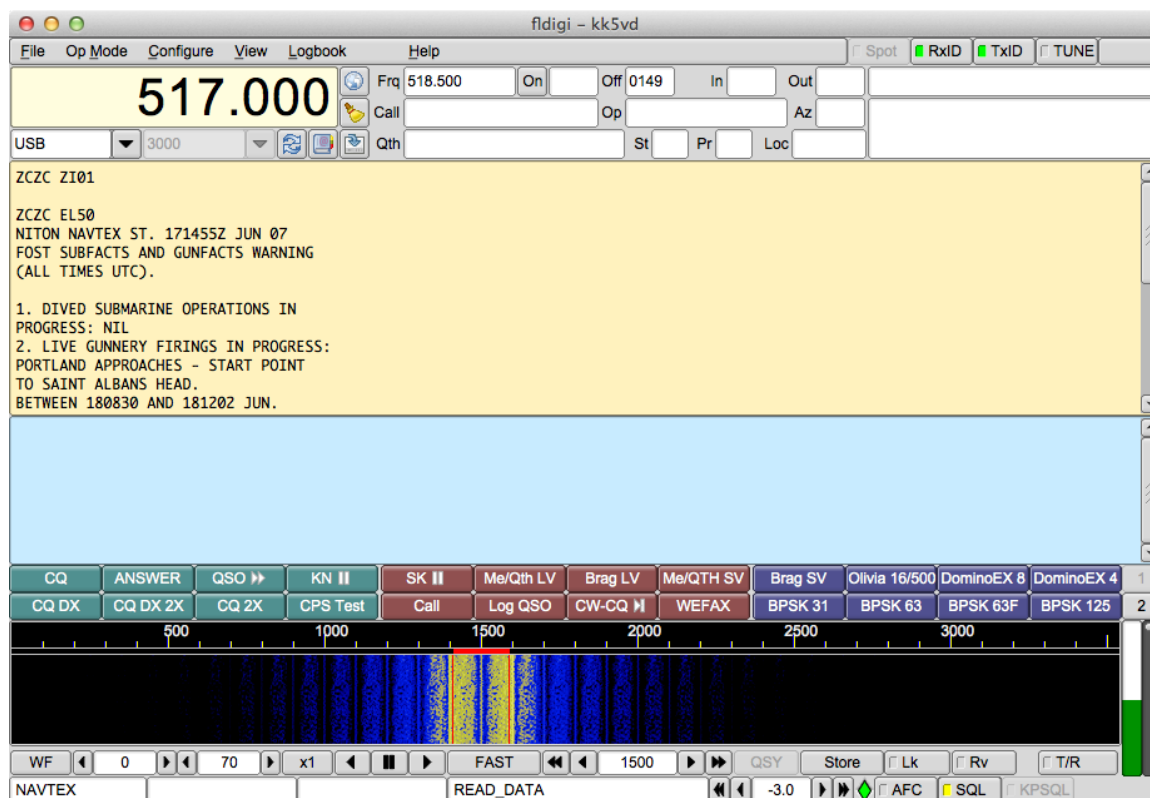 fldigi – kk5vd
File Op Mode Configure View Logbook Help Spot RxID TxID TUNE
517.000 Frq 518.500 On Off 0149 In Out
Call Op Az
USB 3000 Qth St Pr Loc
ZCZC ZI01
ZCZC EL50
NITON NAVTEX ST. 171455Z JUN 07
FOST SUBFACTS AND GUNFACTS WARNING
(ALL TIMES UTC).
1. DIVED SUBMARINE OPERATIONS IN
PROGRESS: NIL
2. LIVE GUNNERY FIRINGS IN PROGRESS:
PORTLAND APPROACHES - START POINT
TO SAINT ALBANS HEAD.
BETWEEN 180830 AND 181202 JUN.
CQ ANSWER QSO KN SK Me/Qth LV Brag LV Me/QTH SV Brag SV Olivia 16/500 DominoEX 8 DominoEX 4 1
CQ DX CQ DX 2X CQ 2X CPS Test Call Log QSO CW-CQ WEFAX BPSK 31 BPSK 63 BPSK 63F BPSK 125 2
500 1000 1500 2000 2500 3000
WF 0 70 x1 FAST 1500 QSY Store Lk Rv T/R
NAVTEX READ_DATA -3.0 AFC SQL KPSQL